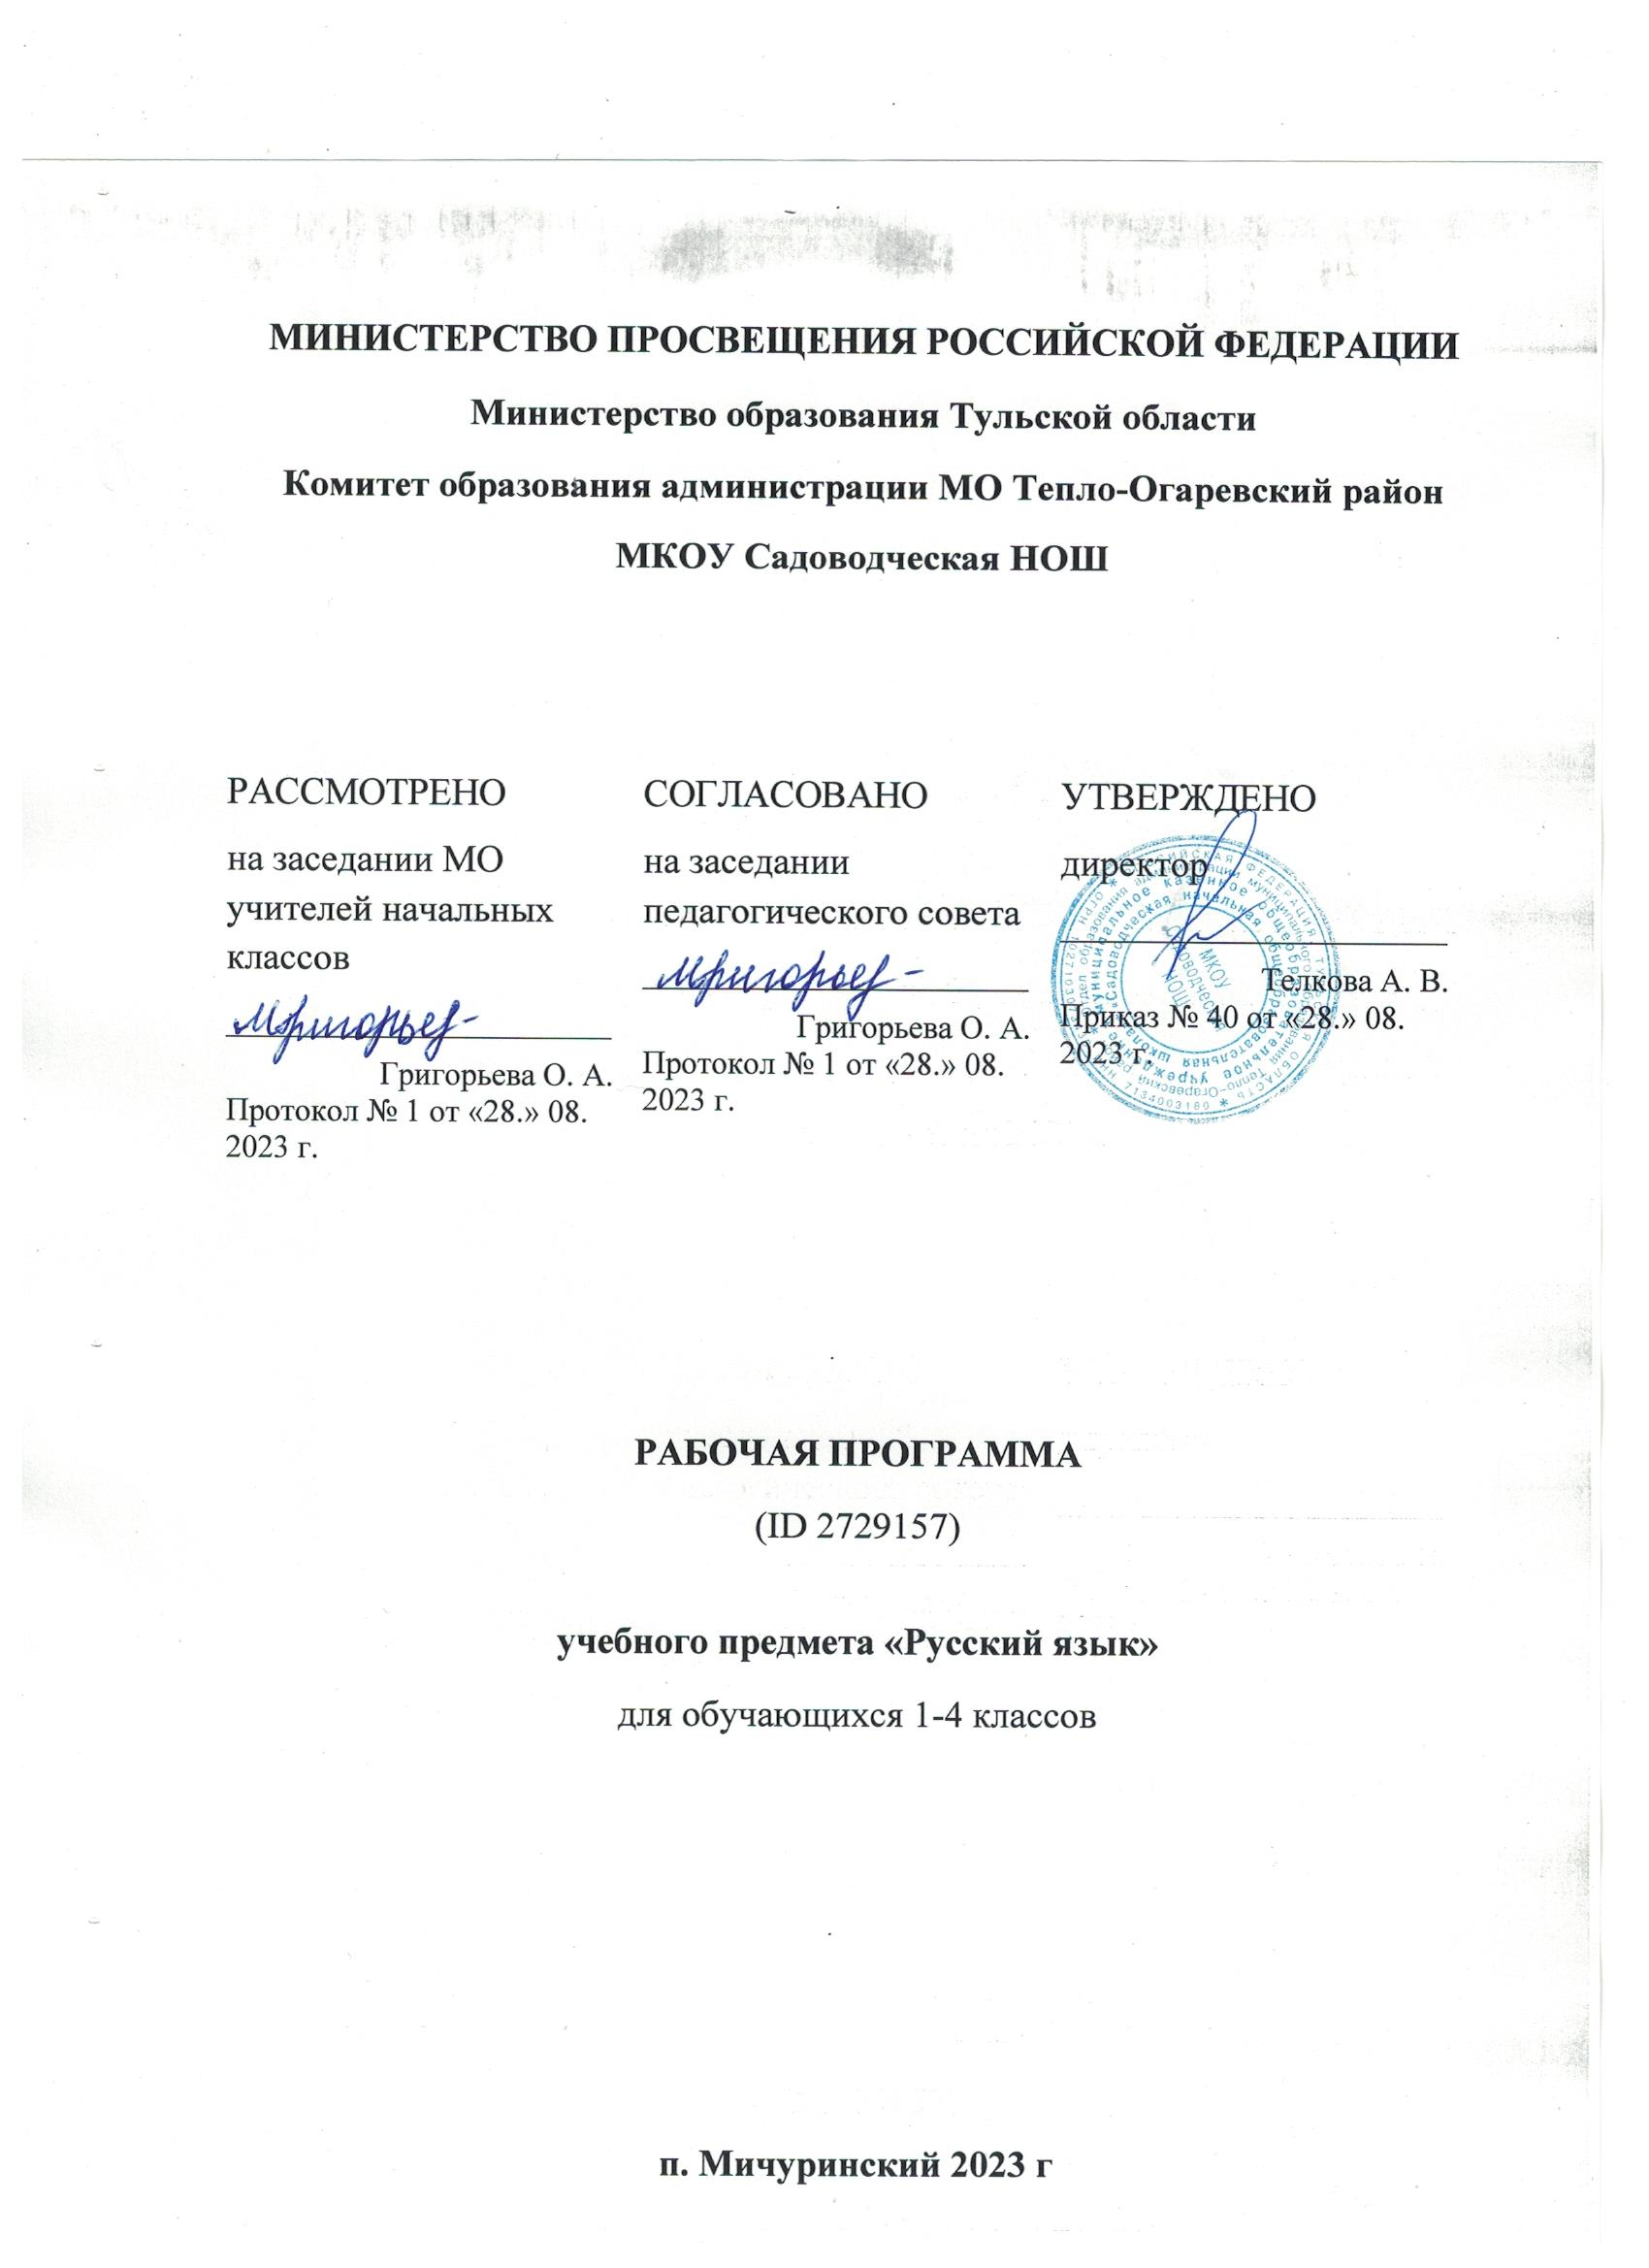 МИНИСТЕРСТВО ПРОСВЕЩЕНИЯ РОССИЙСКОЙ ФЕДЕРАЦИИ
Министерство образования Тульской области
Комитет образования администрации МО Тепло-Огаревский район
МКОУ Садоводческая НОШ
РАССМОТРЕНО
на заседании МО
учителей начальных
классов
Григорьева О. А.
Протокол № 1 от «28.» 08.
2023 г.
СОГЛАСОВАНО
на заседании
педагогического совета
Григорьева О. А.
Протокол № 1 от «28.» 08.
2023 г.
УТВЕРЖДЕНО
директор
Телкова А. В.
Приказ № 40 от «28.» 08.
2023 г.
МКОУ
Садоводческая
НОШ
РАБОЧАЯ ПРОГРАММА
(ID 2729157)
учебного предмета «Русский язык»
для обучающихся 1-4 классов
п. Мичуринский 2023 г